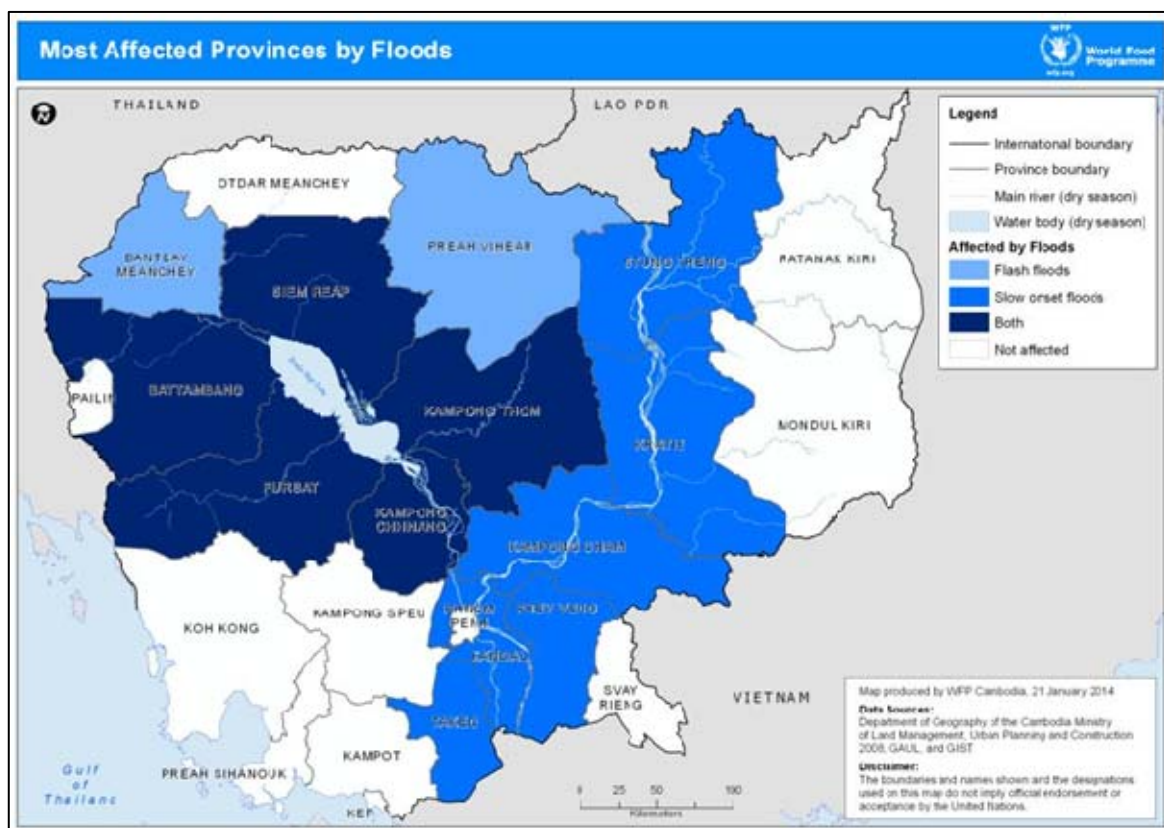 Most Affected Provinces by Floods
WFP
wfp.org
World Food
Programme
THAILAND
LAO PDR
N
Legend
International boundary
Province boundary
Main river (dry season)
Water body (dry season)
Affected by Floods
Flash floods
Slow onset floods
Both
Not affected
OTDAR MEANCHEY
BANTEAY
MEANCHEY
PREAH VIHEAR
STUNG TRENG
RATANAK KIRI
SIEM REAP
PAILIN
BATTAMBANG
KAMPONG THOM
KRATIE
MONDUL KIRI
PURSAT
KAMPONG
CHHNANG
KAMPONG CHAM
KOH KONG
KAMPONG SPEU
PHNOM
PENH
PREY VENG
KANDAL
SVAY
RIENG
TAKEO
KAMPOT
PREAH SIHANOUK
KEP
VIETNAM
Gulf
of
Thailand
0 25 50 100
Kilometers
Map produced by WFP Cambodia, 21 January 2014
Data Sources:
Department of Geography of the Cambodia Ministry
of Land Management, Urban Planning and Construction
2008, GAUL, and GIST
Disclaimer:
The boundaries and names shown and the designations
used on this map do not imply official endorsement or
acceptance by the United Nations.